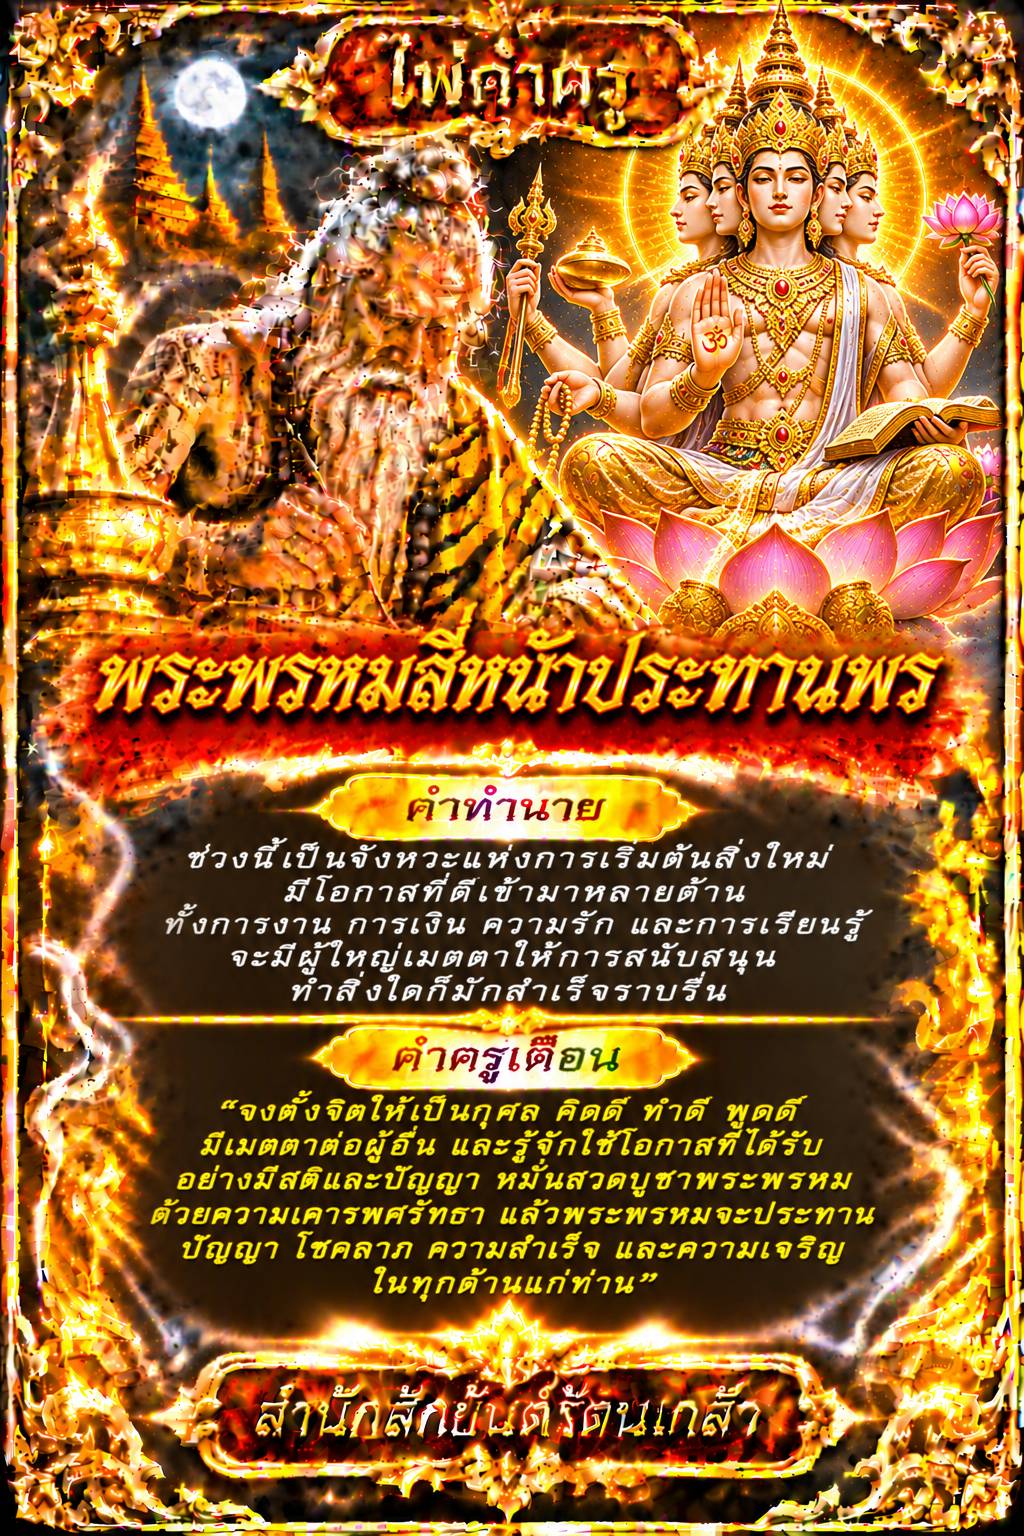 ไพ่คำครู
พระพรหมสี่หน้าประทานพร
คำทำนาย
ช่วงนี้เป็นจังหวะแห่งการเริ่มต้นสิ่งใหม่
มีโอกาสที่ดีเข้ามาหลายด้าน
ทั้งการงาน การเงิน ความรัก และการเรียนรู้
จะมีผู้ใหญ่เมตตาให้การสนับสนุน
ทำสิ่งใดก็มักสำเร็จราบรื่น
คำครูเตือน
“จงตั้งจิตให้เป็นกุศล คิดดี ทำดี พูดดี
มีเมตตาต่อผู้อื่น และรู้จักใช้โอกาสที่ได้รับ
อย่างมีสติและปัญญา หมั่นสวดบูชาพระพรหม
ด้วยความเคารพศรัทธา แล้วพระพรหมจะประทาน
ปัญญา โชคลาภ ความสำเร็จ และความเจริญ
ในทุกด้านแก่ท่าน”
สำนักสักยันต์รัตนเกล้า